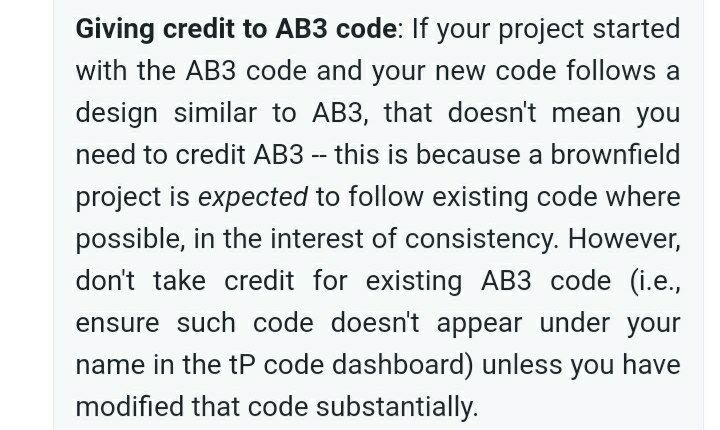 Giving credit to AB3 code: If your project started
with the AB3 code and your new code follows a
design similar to AB3, that doesn't mean you
need to credit AB3 -- this is because a brownfield
project is expected to follow existing code where
possible, in the interest of consistency. However,
don't take credit for existing AB3 code (i.e.,
ensure such code doesn't appear under your
name in the tP code dashboard) unless you have
modified that code substantially.